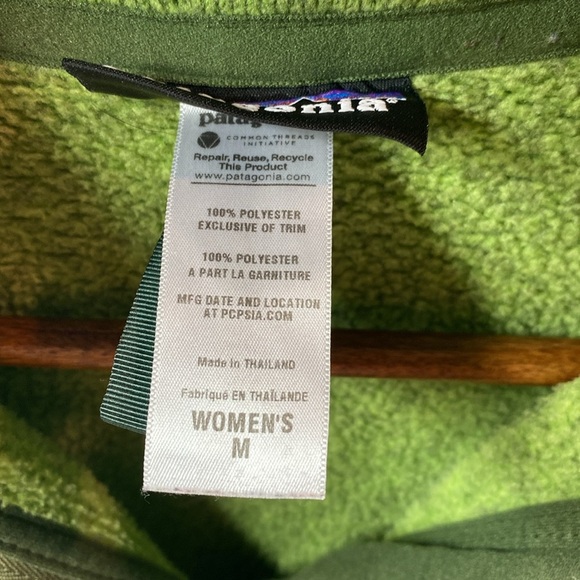 patag
COMMON THREADS
INITIATIVE
Repair, Reuse, Recycle
This Product
www.patagonia.com
100% POLYESTER
EXCLUSIVE OF TRIM
100% POLYESTER
A PART LA GARNITURE
MFG DATE AND LOCATION
AT PCPSIA.COM
Made in THAILAND
Fabriqué EN THAÏLANDE
WOMEN'S
M